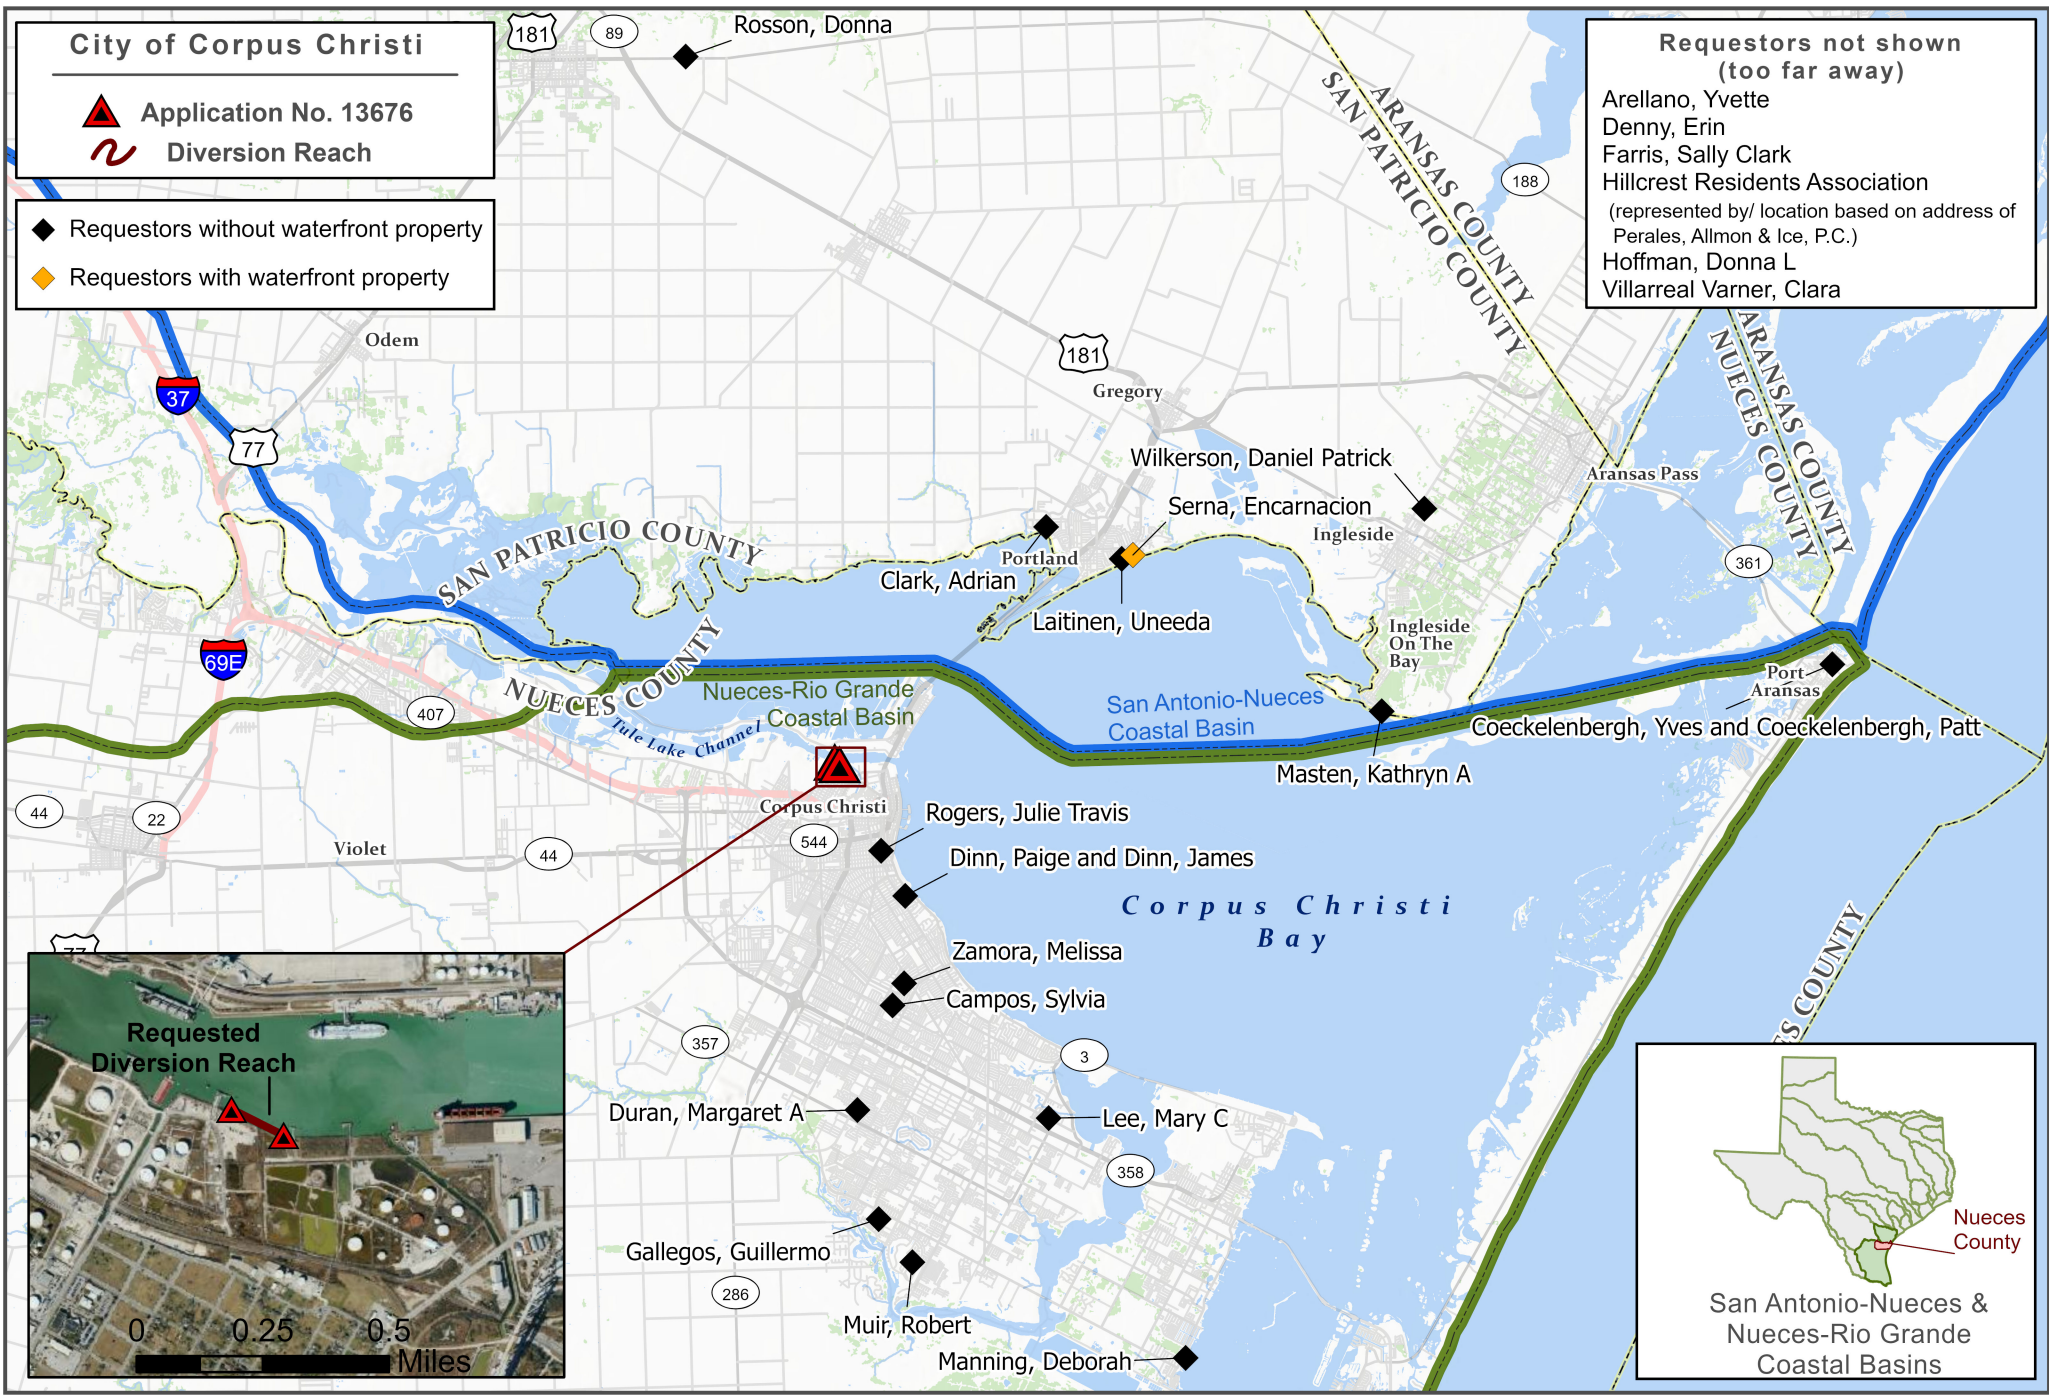 City of Corpus Christi
Application No. 13676
Diversion Reach
Requestors without waterfront property
Requestors with waterfront property
Requestors not shown
(too far away)
Arellano, Yvette
Denny, Erin
Farris, Sally Clark
Hillcrest Residents Association
(represented by/ location based on address of
Perales, Allmon & Ice, P.C.)
Hoffman, Donna L
Villarreal Varner, Clara
181
89
Rosson, Donna
ARANSAS COUNTY
SAN PATRICIO COUNTY
188
Odem
181
37
Gregory
77
ARANSAS COUNTY
NUECES COUNTY
Wilkerson, Daniel Patrick
Aransas Pass
Serna, Encarnacion
Ingleside
SAN PATRICIO COUNTY
Portland
361
Clark, Adrian
Laitinen, Uneeda
Ingleside
On The
Bay
69E
NUECES COUNTY
Port
Aransas
Nueces-Rio Grande
Coastal Basin
San Antonio-Nueces
Coastal Basin
407
Tule Lake Channel
Coeckelenbergh, Yves and Coeckelenbergh, Patt
Masten, Kathryn A
Corpus Christi
44
22
Rogers, Julie Travis
544
Violet
44
Dinn, Paige and Dinn, James
Corpus Christi
Bay
77
Zamora, Melissa
Campos, Sylvia
ES COUNTY
357
3
Requested
Diversion Reach
Duran, Margaret A
Lee, Mary C
358
Gallegos, Guillermo
286
Muir, Robert
Manning, Deborah
0 0.25 0.5
Miles
Nueces
County
San Antonio-Nueces &
Nueces-Rio Grande
Coastal Basins